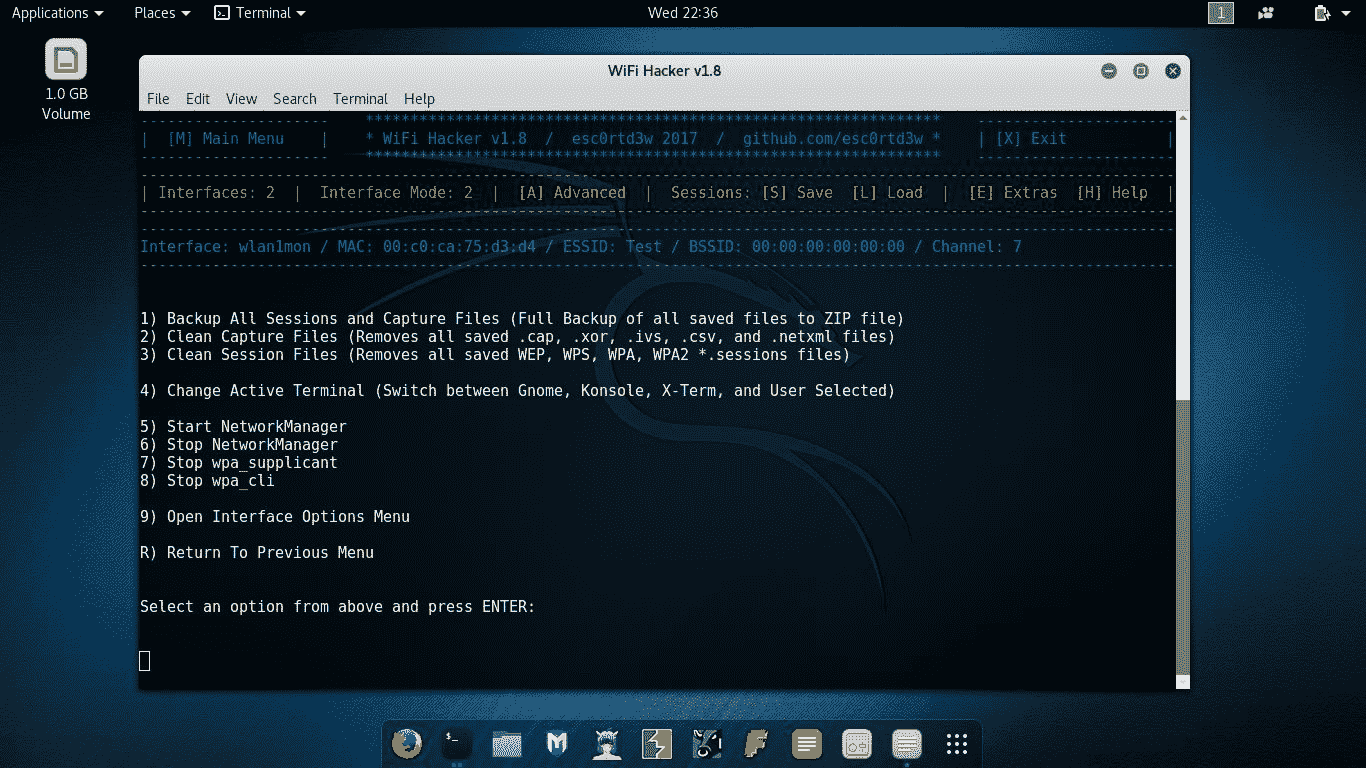 Applications Places Terminal Wed 22:36 1
1.0 GB
Volume
WiFi Hacker v1.8
File Edit View Search Terminal Help
--------------------- **************************************************************** ----------------------
| [M] Main Menu | * WiFi Hacker v1.8 / esc0rtd3w 2017 / github.com/esc0rtd3w * | [X] Exit |
--------------------- **************************************************************** ----------------------
-------------------------------------------------------------------------------------------------------------------
| Interfaces: 2 | Interface Mode: 2 | [A] Advanced | Sessions: [S] Save [L] Load | [E] Extras [H] Help |
-------------------------------------------------------------------------------------------------------------------
-------------------------------------------------------------------------------------------------------------------
Interface: wlan1mon / MAC: 00:c0:ca:75:d3:d4 / ESSID: Test / BSSID: 00:00:00:00:00:00 / Channel: 7
-------------------------------------------------------------------------------------------------------------------
1) Backup All Sessions and Capture Files (Full Backup of all saved files to ZIP file)
2) Clean Capture Files (Removes all saved .cap, .xor, .ivs, .csv, and .netxml files)
3) Clean Session Files (Removes all saved WEP, WPS, WPA, WPA2 *.sessions files)
4) Change Active Terminal (Switch between Gnome, Konsole, X-Term, and User Selected)
5) Start NetworkManager
6) Stop NetworkManager
7) Stop wpa_supplicant
8) Stop wpa_cli
9) Open Interface Options Menu
R) Return To Previous Menu
Select an option from above and press ENTER: